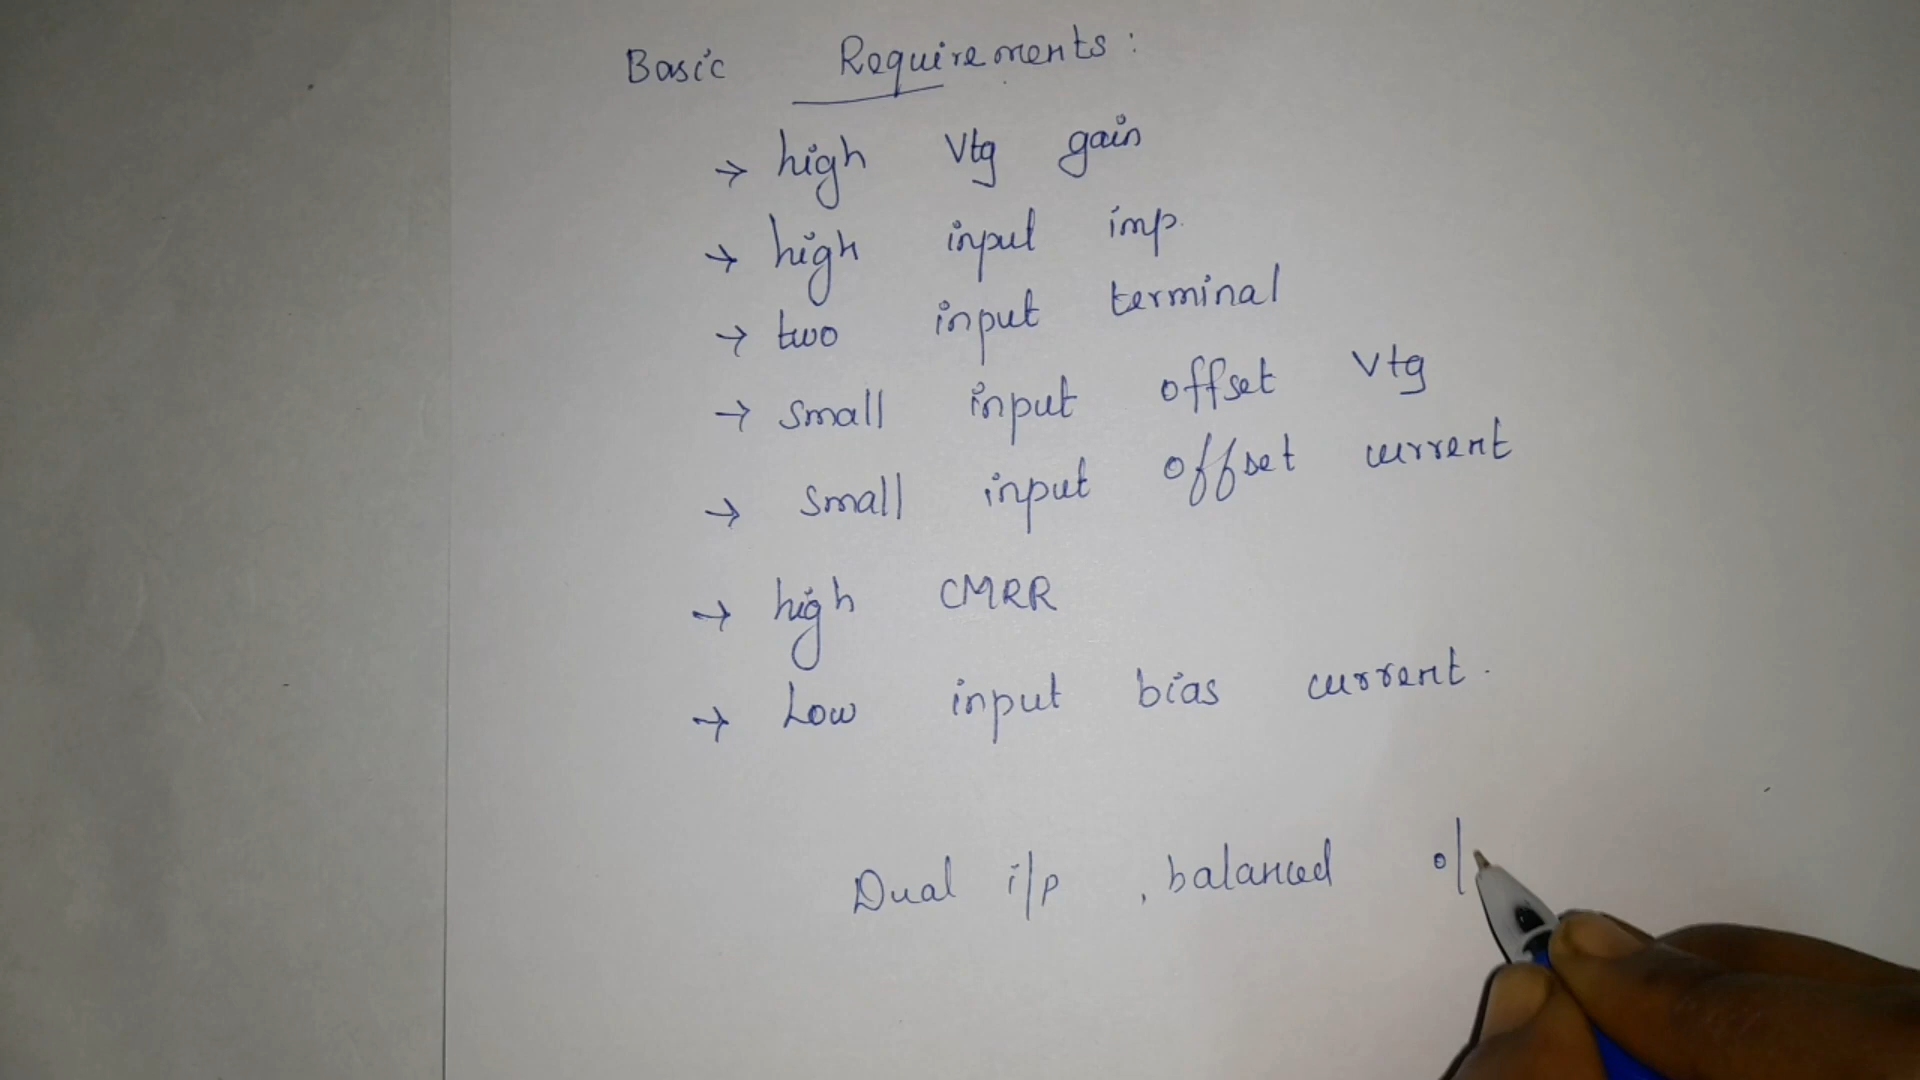 Basic Requirements :
→ high Vtg gain
→ high input imp.
→ two input terminal
→ small input offset Vtg
→ small input offset current
→ high CMRR
→ Low input bias current.
Dual i/p , balanced o/